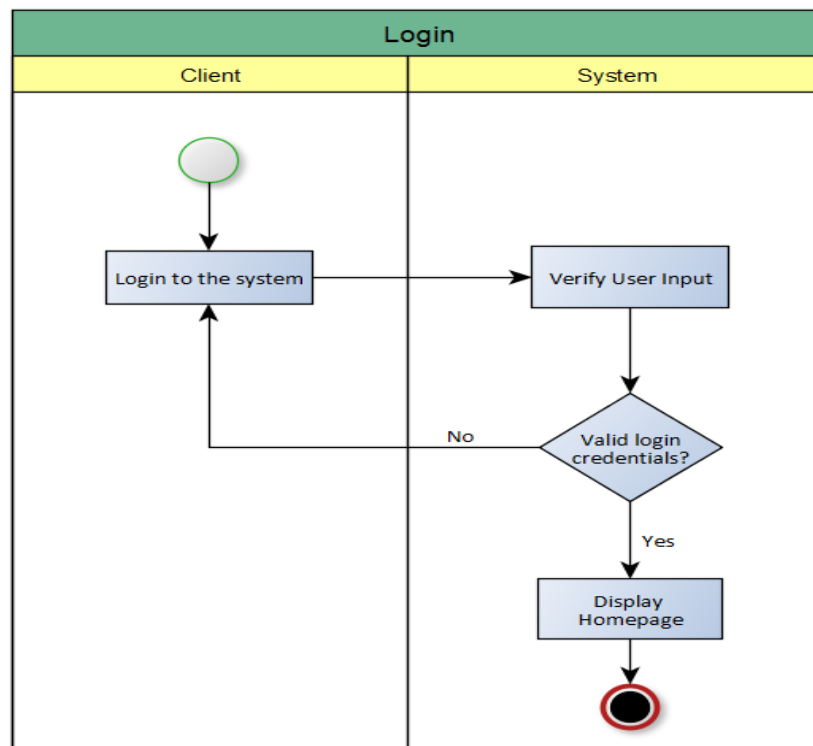 Login
Client
System
Login to the system
Verify User Input
Valid login
credentials?
No
Yes
Display
Homepage